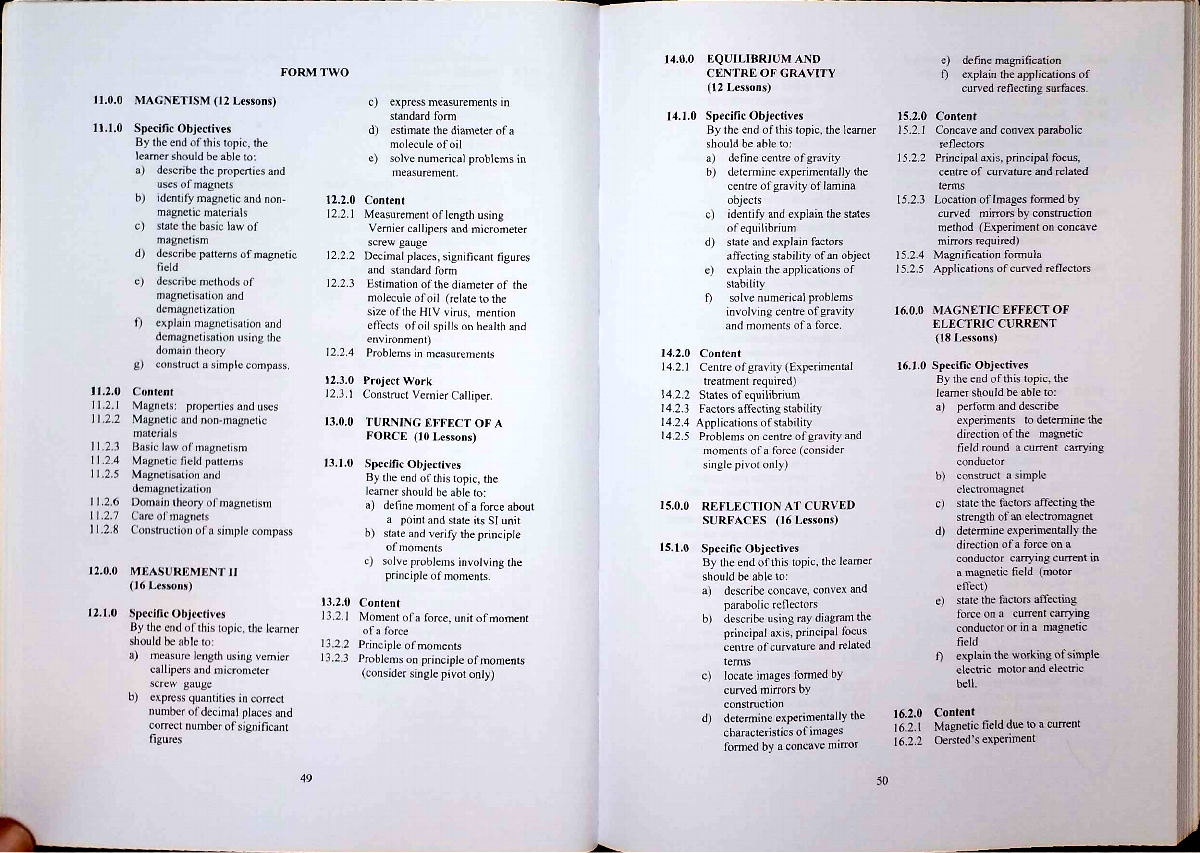 FORM TWO
11.0.0 MAGNETISM (12 Lessons)
11.1.0 Specific Objectives
By the end of this topic, the
learner should be able to:
a) describe the properties and
uses of magnets
b) identify magnetic and non-
magnetic materials
c) state the basic law of
magnetism
d) describe patterns of magnetic
field
e) describe methods of
magnetisation and
demagnetization
f) explain magnetisation and
demagnetisation using the
domain theory
g) construct a simple compass.
11.2.0 Content
11.2.1 Magnets: properties and uses
11.2.2 Magnetic and non-magnetic
materials
11.2.3 Basic law of magnetism
11.2.4 Magnetic field patterns
11.2.5 Magnetisation and
demagnetization
11.2.6 Domain theory of magnetism
11.2.7 Care of magnets
11.2.8 Construction of a simple compass
12.0.0 MEASUREMENT II
(16 Lessons)
12.1.0 Specific Objectives
By the end of this topic, the learner
should be able to:
a) measure length using vernier
callipers and micrometer
screw gauge
b) express quantities in correct
number of decimal places and
correct number of significant
figures
c) express measurements in
standard form
d) estimate the diameter of a
molecule of oil
e) solve numerical problems in
measurement.
12.2.0 Content
12.2.1 Measurement of length using
Vernier callipers and micrometer
screw gauge
12.2.2 Decimal places, significant figures
and standard form
12.2.3 Estimation of the diameter of the
molecule of oil (relate to the
size of the HIV virus, mention
effects of oil spills on health and
environment)
12.2.4 Problems in measurements
12.3.0 Project Work
12.3.1 Construct Vernier Calliper.
13.0.0 TURNING EFFECT OF A
FORCE (10 Lessons)
13.1.0 Specific Objectives
By the end of this topic, the
learner should be able to:
a) define moment of a force about
a point and state its SI unit
b) state and verify the principle
of moments
c) solve problems involving the
principle of moments.
13.2.0 Content
13.2.1 Moment of a force, unit of moment
of a force
13.2.2 Principle of moments
13.2.3 Problems on principle of moments
(consider single pivot only)
49
14.0.0 EQUILIBRIUM AND
CENTRE OF GRAVITY
(12 Lessons)
14.1.0 Specific Objectives
By the end of this topic, the learner
should be able to:
a) define centre of gravity
b) determine experimentally the
centre of gravity of lamina
objects
c) identify and explain the states
of equilibrium
d) state and explain factors
affecting stability of an object
e) explain the applications of
stability
f) solve numerical problems
involving centre of gravity
and moments of a force.
14.2.0 Content
14.2.1 Centre of gravity (Experimental
treatment required)
14.2.2 States of equilibrium
14.2.3 Factors affecting stability
14.2.4 Applications of stability
14.2.5 Problems on centre of gravity and
moments of a force (consider
single pivot only)
15.0.0 REFLECTION AT CURVED
SURFACES (16 Lessons)
15.1.0 Specific Objectives
By the end of this topic, the learner
should be able to:
a) describe concave, convex and
parabolic reflectors
b) describe using ray diagram the
principal axis, principal focus
centre of curvature and related
terms
c) locate images formed by
curved mirrors by
construction
d) determine experimentally the
characteristics of images
formed by a concave mirror
e) define magnification
f) explain the applications of
curved reflecting surfaces.
15.2.0 Content
15.2.1 Concave and convex parabolic
reflectors
15.2.2 Principal axis, principal focus,
centre of curvature and related
terms
15.2.3 Location of Images formed by
curved mirrors by construction
method (Experiment on concave
mirrors required)
15.2.4 Magnification formula
15.2.5 Applications of curved reflectors
16.0.0 MAGNETIC EFFECT OF
ELECTRIC CURRENT
(18 Lessons)
16.1.0 Specific Objectives
By the end of this topic, the
learner should be able to:
a) perform and describe
experiments to determine the
direction of the magnetic
field round a current carrying
conductor
b) construct a simple
electromagnet
c) state the factors affecting the
strength of an electromagnet
d) determine experimentally the
direction of a force on a
conductor carrying current in
a magnetic field (motor
effect)
e) state the factors affecting
force on a current carrying
conductor or in a magnetic
field
f) explain the working of simple
electric motor and electric
bell.
16.2.0 Content
16.2.1 Magnetic field due to a current
16.2.2 Oersted's experiment
50